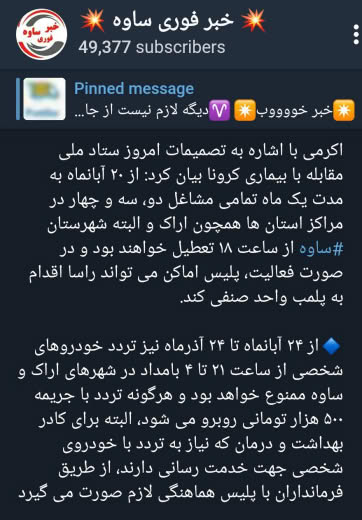 💥 خبر فوری ساوه 💥
49,377 subscribers
خبر ساوه
فوری
Pinned message
💥خبر خووووب💥♈دیگه لازم نیست از جا...
اکرمی با اشاره به تصمیمات امروز ستاد ملی
مقابله با بیماری کرونا بیان کرد: از ۲۰ آبانماه به
مدت یک ماه تمامی مشاغل دو، سه و چهار در
مراکز استان ها همچون اراک و البته شهرستان
#ساوه از ساعت ۱۸ تعطیل خواهند بود و در
صورت فعالیت، پلیس اماکن می تواند راسا اقدام
به پلمب واحد صنفی کند.
🔷از ۲۴ آبانماه تا ۲۴ آذرماه نیز تردد خودروهای
شخصی از ساعت ۲۱ تا ۴ بامداد در شهرهای اراک و
ساوه ممنوع خواهد بود و هرگونه تردد با جریمه
۵۰۰ هزار تومانی روبرو می شود، البته برای کادر
بهداشت و درمان که نیاز به تردد با خودروی
شخصی جهت خدمت رسانی دارند، از طریق
فرمانداران با پلیس هماهنگی لازم صورت می گیرد